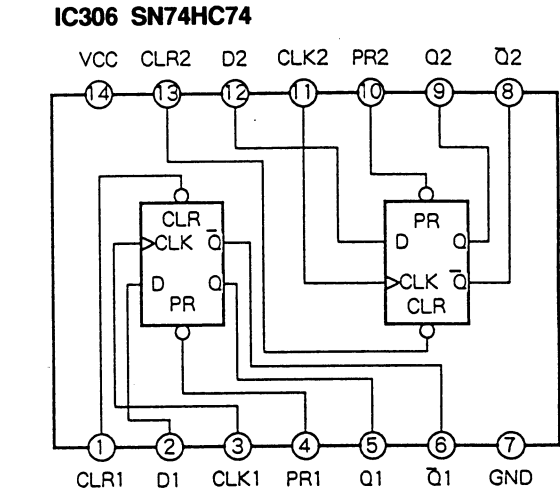 IC306 SN74HC74
VCC CLR2 D2 CLK2 PR2 Q2 Q̅2
14 13 12 11 10 9 8
CLR
CLK Q̅
D Q
PR
PR
D Q
CLK Q̅
CLR
1 2 3 4 5 6 7
CLR1 D1 CLK1 PR1 Q1 Q̅1 GND